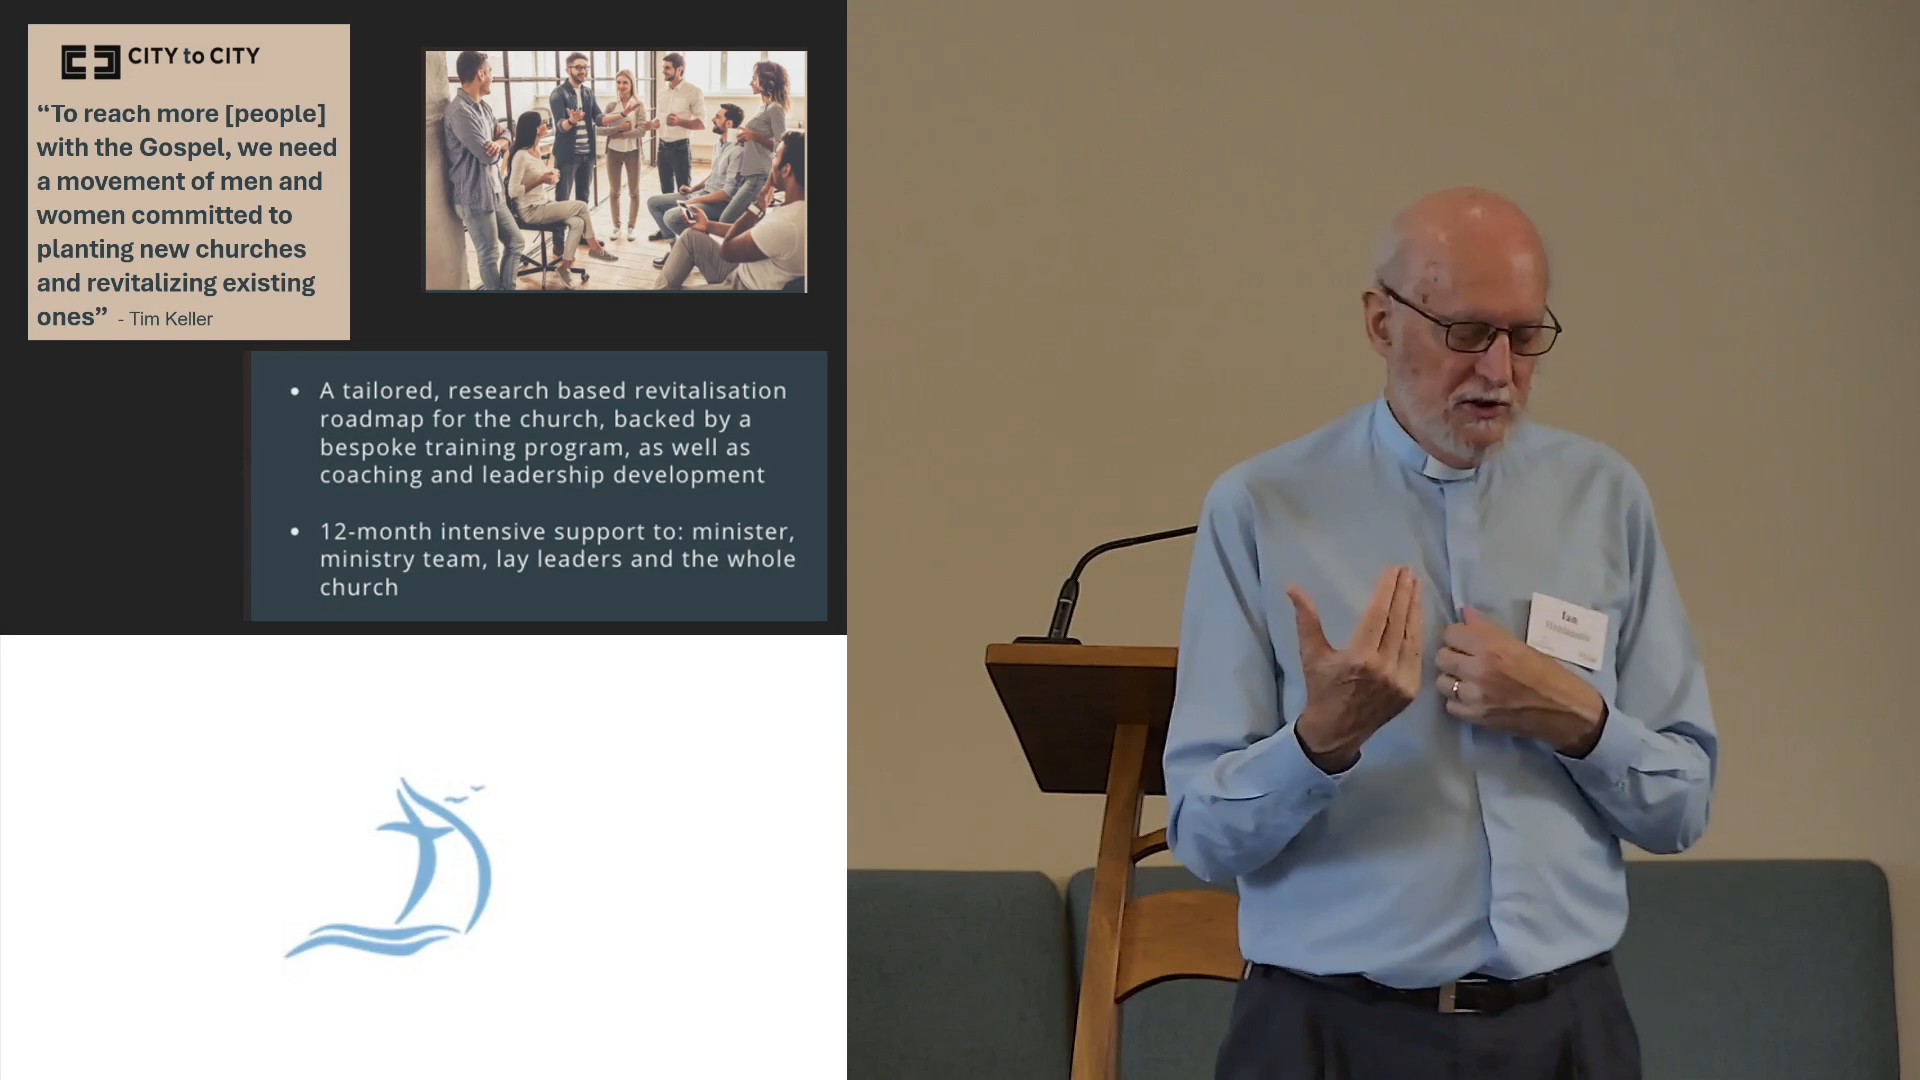 CITY to CITY
“To reach more [people]
with the Gospel, we need
a movement of men and
women committed to
planting new churches
and revitalizing existing
ones” - Tim Keller
• A tailored, research based revitalisation
roadmap for the church, backed by a
bespoke training program, as well as
coaching and leadership development
• 12-month intensive support to: minister,
ministry team, lay leaders and the whole
church
Ian